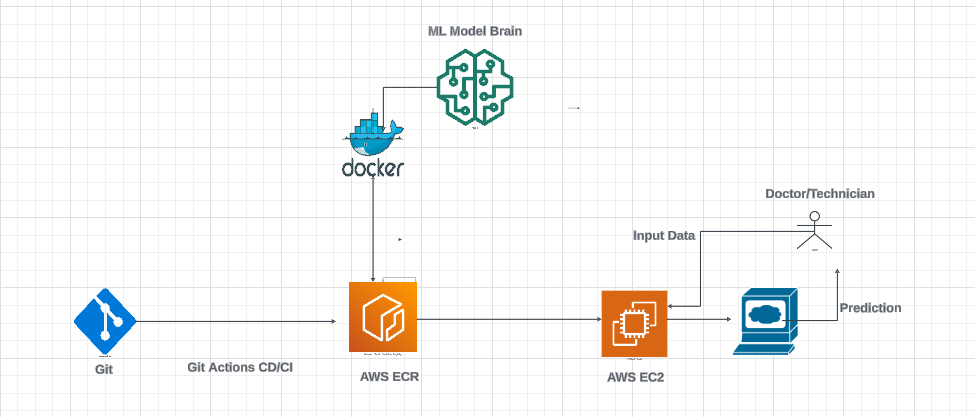 ML Model Brain
docker
Doctor/Technician
Input Data
Prediction
Git
Git Actions CD/CI
AWS ECR
AWS EC2